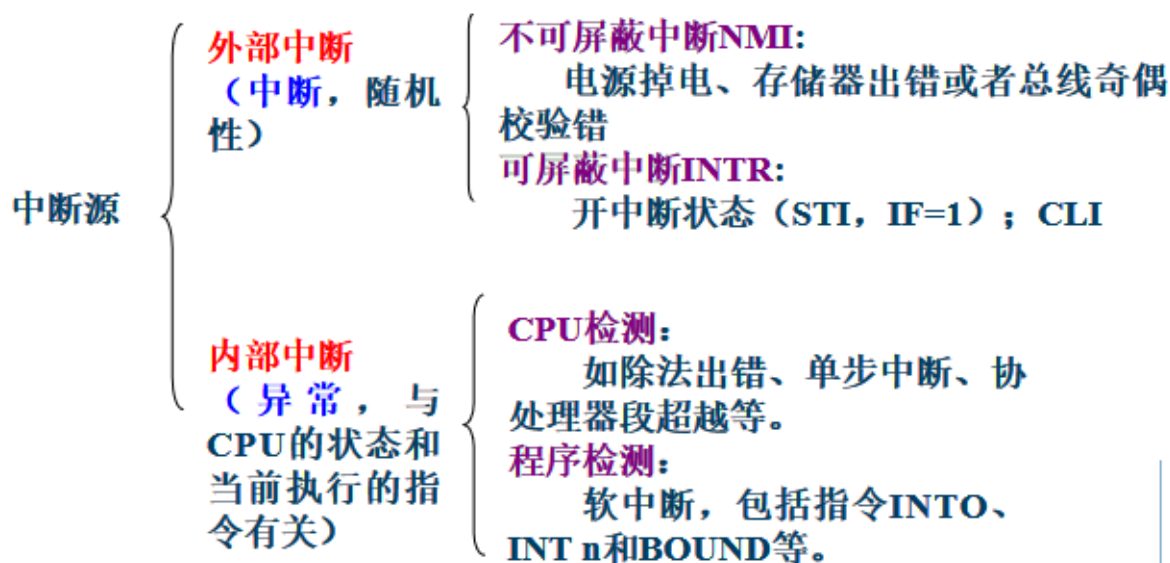 中断源
外部中断
（中断，随机
性）
不可屏蔽中断NMI:
电源掉电、存储器出错或者总线奇偶
校验错
可屏蔽中断INTR:
开中断状态（STI，IF=1）；CLI
内部中断
（异常，与
CPU的状态和
当前执行的指
令有关）
CPU检测：
如除法出错、单步中断、协
处理器段超越等。
程序检测：
软中断，包括指令INTO、
INT n和BOUND等。